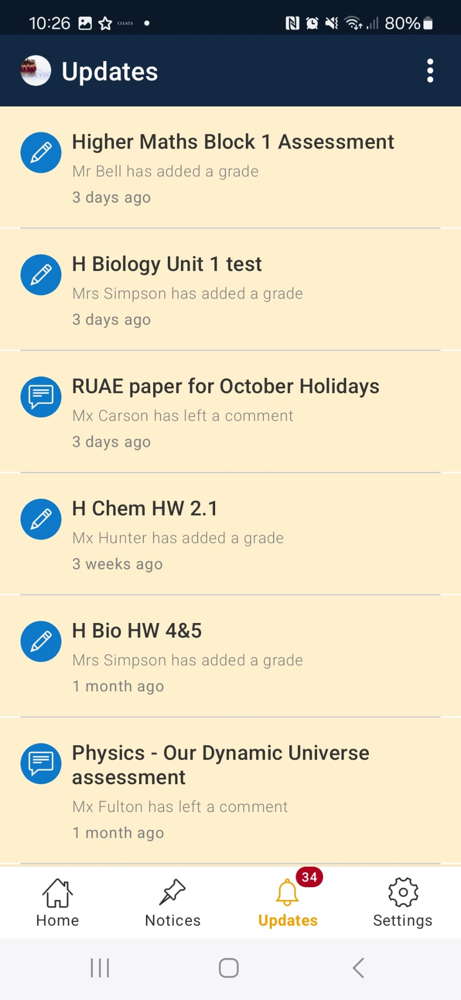 10:26 OASIS 80%
Updates
Higher Maths Block 1 Assessment
Mr Bell has added a grade
3 days ago
H Biology Unit 1 test
Mrs Simpson has added a grade
3 days ago
RUAE paper for October Holidays
Mx Carson has left a comment
3 days ago
H Chem HW 2.1
Mx Hunter has added a grade
3 weeks ago
H Bio HW 4&5
Mrs Simpson has added a grade
1 month ago
Physics - Our Dynamic Universe
assessment
Mx Fulton has left a comment
1 month ago
34
Home Notices Updates Settings